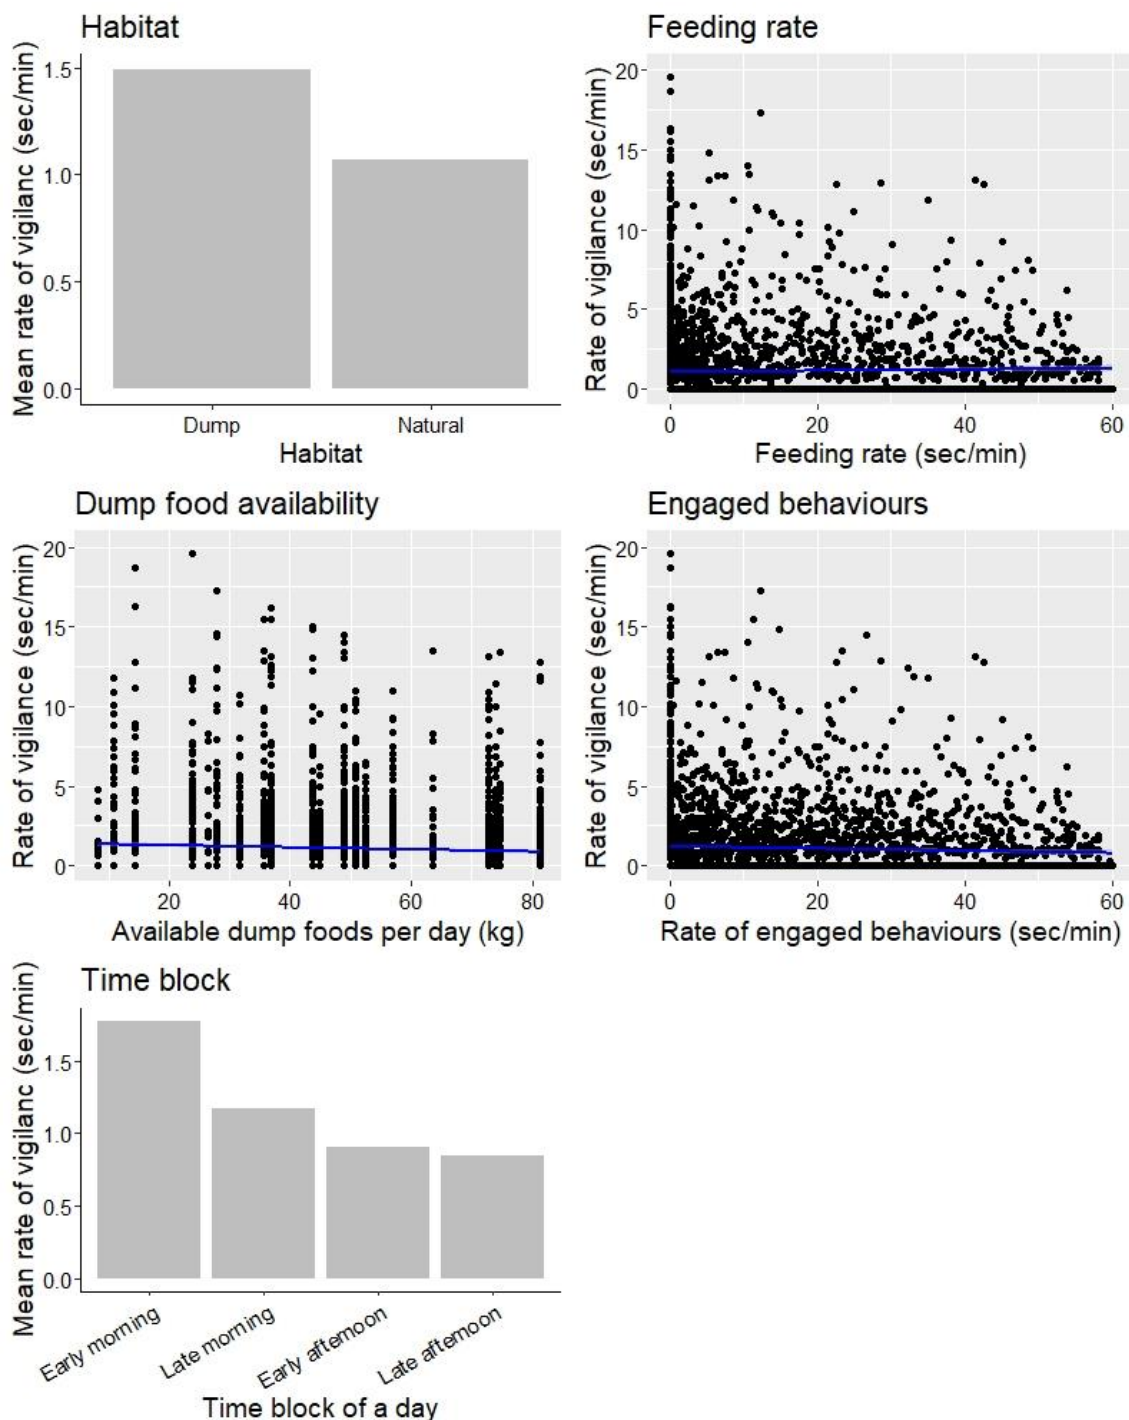 Habitat
Mean rate of vigilanc (sec/min)
1.5
1.0
0.5
0.0
Dump Natural
Habitat
Feeding rate
Rate of vigilance (sec/min)
20
15
10
5
0
0 20 40 60
Feeding rate (sec/min)
Dump food availability
Rate of vigilance (sec/min)
20
15
10
5
0
20 40 60 80
Available dump foods per day (kg)
Engaged behaviours
Rate of vigilance (sec/min)
20
15
10
5
0
0 20 40 60
Rate of engaged behaviours (sec/min)
Time block
Mean rate of vigilanc (sec/min)
1.5
1.0
0.5
0.0
Early morning
Late morning
Early afternoon
Late afternoon
Time block of a day